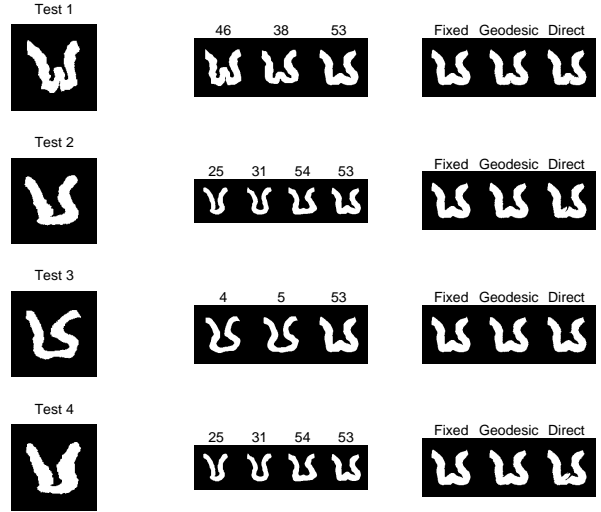 Test 1
46 38 53
Fixed Geodesic Direct
Test 2
25 31 54 53
Fixed Geodesic Direct
Test 3
4 5 53
Fixed Geodesic Direct
Test 4
25 31 54 53
Fixed Geodesic Direct